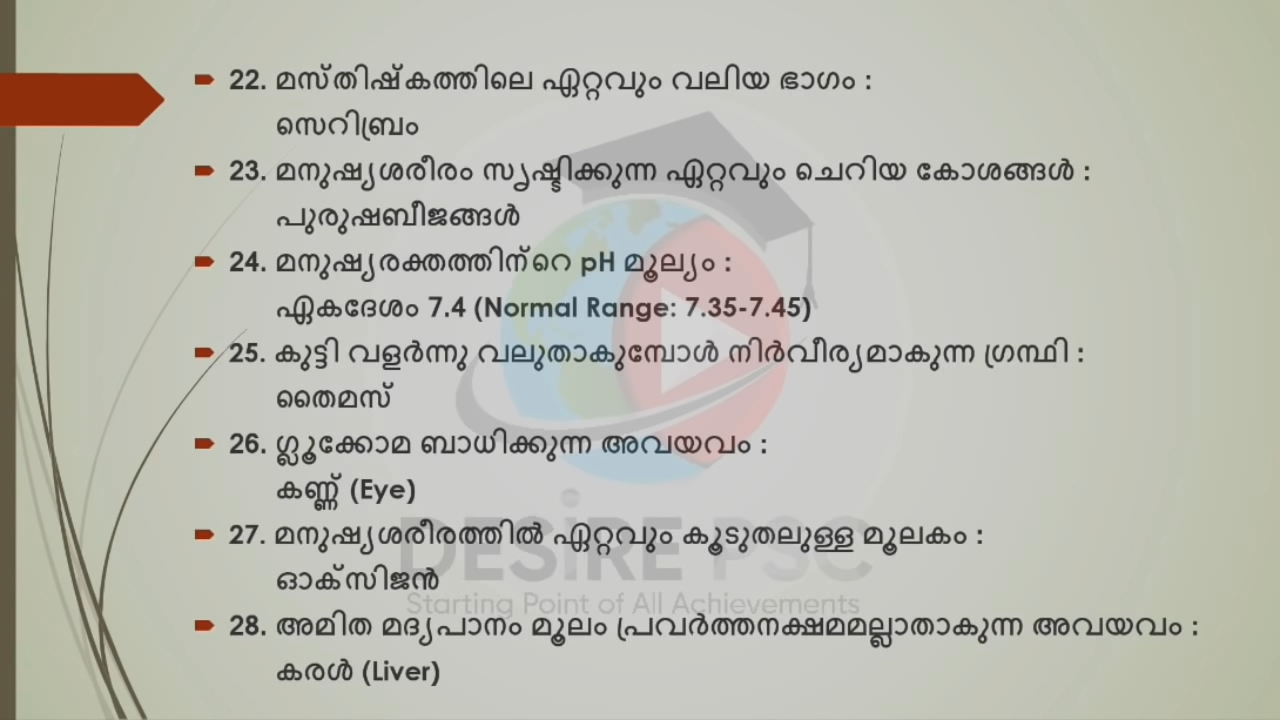 22. മസ്തിഷ്കത്തിലെ ഏറ്റവും വലിയ ഭാഗം :
സെറിബ്രം
23. മനുഷ്യശരീരം സൃഷ്ടിക്കുന്ന ഏറ്റവും ചെറിയ കോശങ്ങൾ :
പുരുഷബീജങ്ങൾ
24. മനുഷ്യരക്തത്തിന്റെ pH മൂല്യം :
ഏകദേശം 7.4 (Normal Range: 7.35-7.45)
25. കുട്ടി വളർന്നു വലുതാകുമ്പോൾ നിർവീര്യമാകുന്ന ഗ്രന്ഥി :
തൈമസ്
26. ഗ്ലൂക്കോമ ബാധിക്കുന്ന അവയവം :
കണ്ണ് (Eye)
27. മനുഷ്യശരീരത്തിൽ ഏറ്റവും കൂടുതലുള്ള മൂലകം :
ഓക്സിജൻ
DESiRE PSC
Starting Point of All Achievements
28. അമിത മദ്യപാനം മൂലം പ്രവർത്തനക്ഷമമല്ലാതാകുന്ന അവയവം :
കരൾ (Liver)